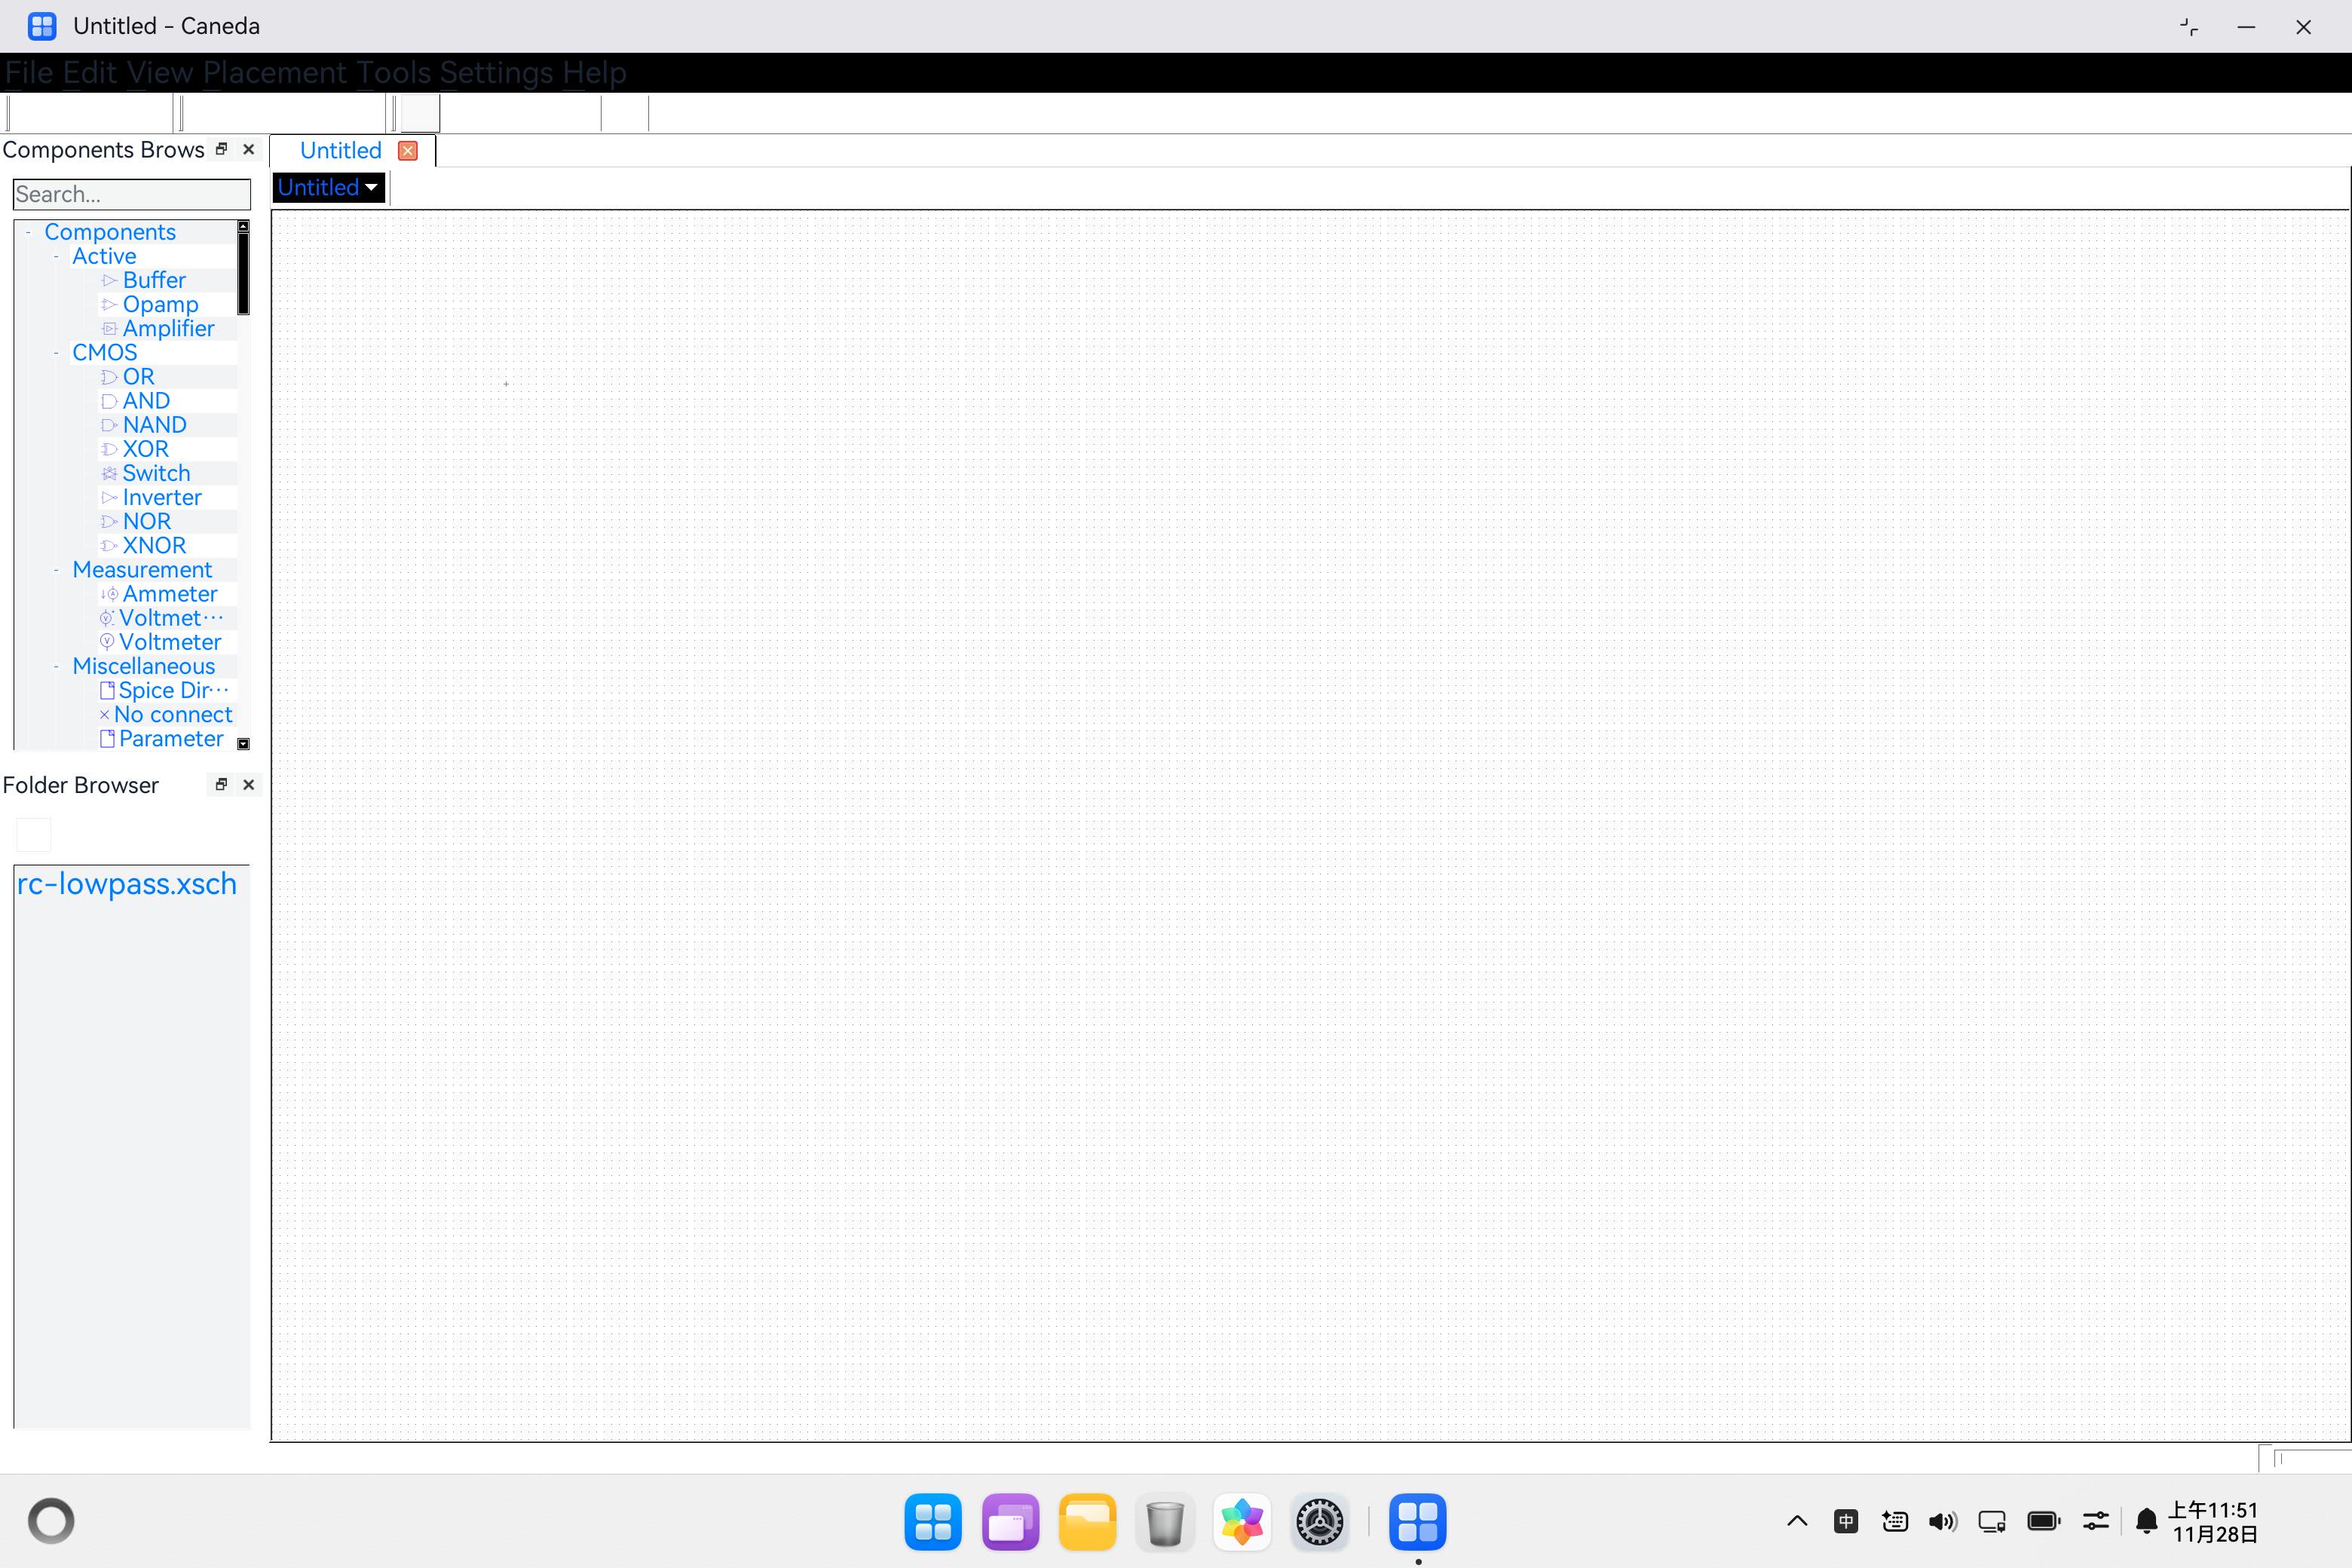 Untitled - Caneda
File Edit View Placement Tools Settings Help
Components Brows
Untitled
Untitled
Search...
Components
Active
Buffer
Opamp
Amplifier
CMOS
OR
AND
NAND
XOR
Switch
Inverter
NOR
XNOR
Measurement
Ammeter
Voltmet···
Voltmeter
Miscellaneous
Spice Dir···
No connect
Parameter
Folder Browser
rc-lowpass.xsch
中
上午11:51
11月28日